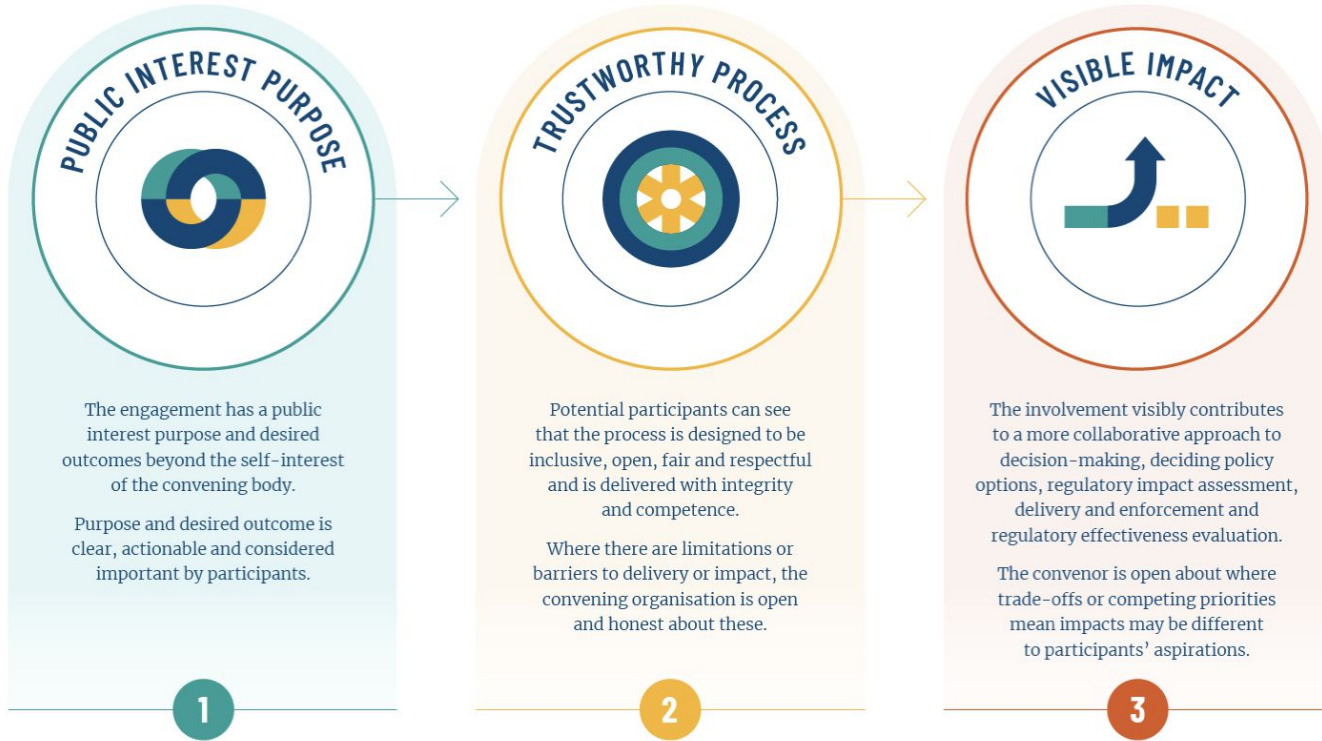 PUBLIC INTEREST PURPOSE
The engagement has a public
interest purpose and desired
outcomes beyond the self-interest
of the convening body.
Purpose and desired outcome is
clear, actionable and considered
important by participants.
1
TRUSTWORTHY PROCESS
Potential participants can see
that the process is designed to be
inclusive, open, fair and respectful
and is delivered with integrity
and competence.
Where there are limitations or
barriers to delivery or impact, the
convening organisation is open
and honest about these.
2
VISIBLE IMPACT
The involvement visibly contributes
to a more collaborative approach to
decision-making, deciding policy
options, regulatory impact assessment,
delivery and enforcement and
regulatory effectiveness evaluation.
The convenor is open about where
trade-offs or competing priorities
mean impacts may be different
to participants’ aspirations.
3